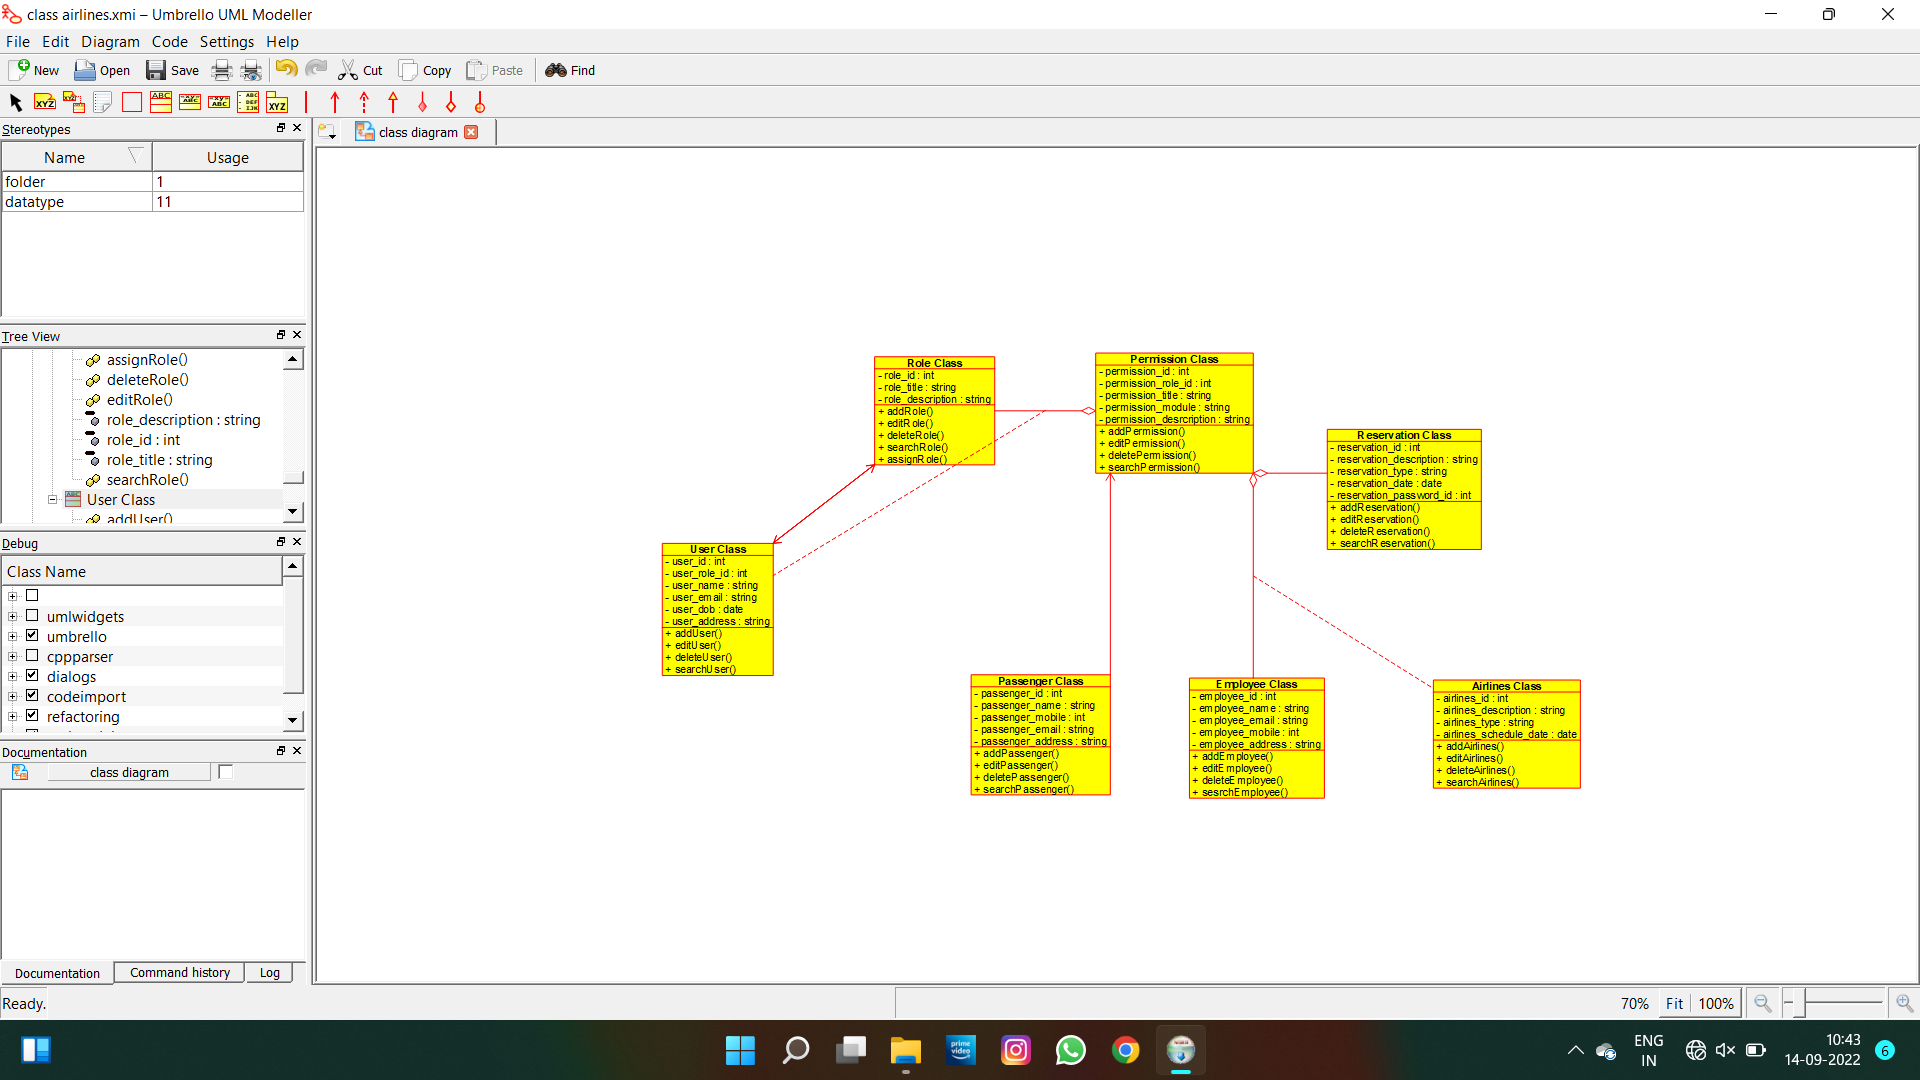 class airlines.xmi – Umbrello UML Modeller
File Edit Diagram Code Settings Help
New Open Save Cut Copy Paste Find
Stereotypes
Name Usage
folder 1
datatype 11
Tree View
assignRole()
deleteRole()
editRole()
role_description : string
role_id : int
role_title : string
searchRole()
User Class
addUser()
Debug
Class Name
umlwidgets
umbrello
cppparser
dialogs
codeimport
refactoring
Documentation
class diagram
Documentation Command history Log
Ready.
class diagram
Role Class
- role_id : int
- role_title : string
- role_description : string
+ addRole()
+ editRole()
+ deleteRole()
+ searchRole()
+ assignRole()
Permission Class
- permission_id : int
- permission_role_id : int
- permission_title : string
- permission_module : string
- permission_desrcription : string
+ addPermission()
+ editPermission()
+ deletePermission()
+ searchPermission()
Reservation Class
- reservation_id : int
- reservation_description : string
- reservation_type : string
- reservation_date : date
- reservation_password_id : int
+ addReservation()
+ editReservation()
+ deleteReservation()
+ searchReservation()
User Class
- user_id : int
- user_role_id : int
- user_name : string
- user_email : string
- user_dob : date
- user_address : string
+ addUser()
+ editUser()
+ deleteUser()
+ searchUser()
Passenger Class
- passenger_id : int
- passenger_name : string
- passenger_mobile : int
- passenger_email : string
- passenger_address : string
+ addPassenger()
+ editPassenger()
+ deletePassenger()
+ searchPassenger()
Employee Class
- employee_id : int
- employee_name : string
- employee_email : string
- employee_mobile : int
- employee_address : string
+ addEmployee()
+ editEmployee()
+ deleteEmployee()
+ sesrchEmployee()
Airlines Class
- airlines_id : int
- airlines_description : string
- airlines_type : string
- airlines_schedule_date : date
+ addAirlines()
+ editAirlines()
+ deleteAirlines()
+ searchAirlines()
70% Fit 100%
prime video
ENG
IN
10:43
14-09-2022
6